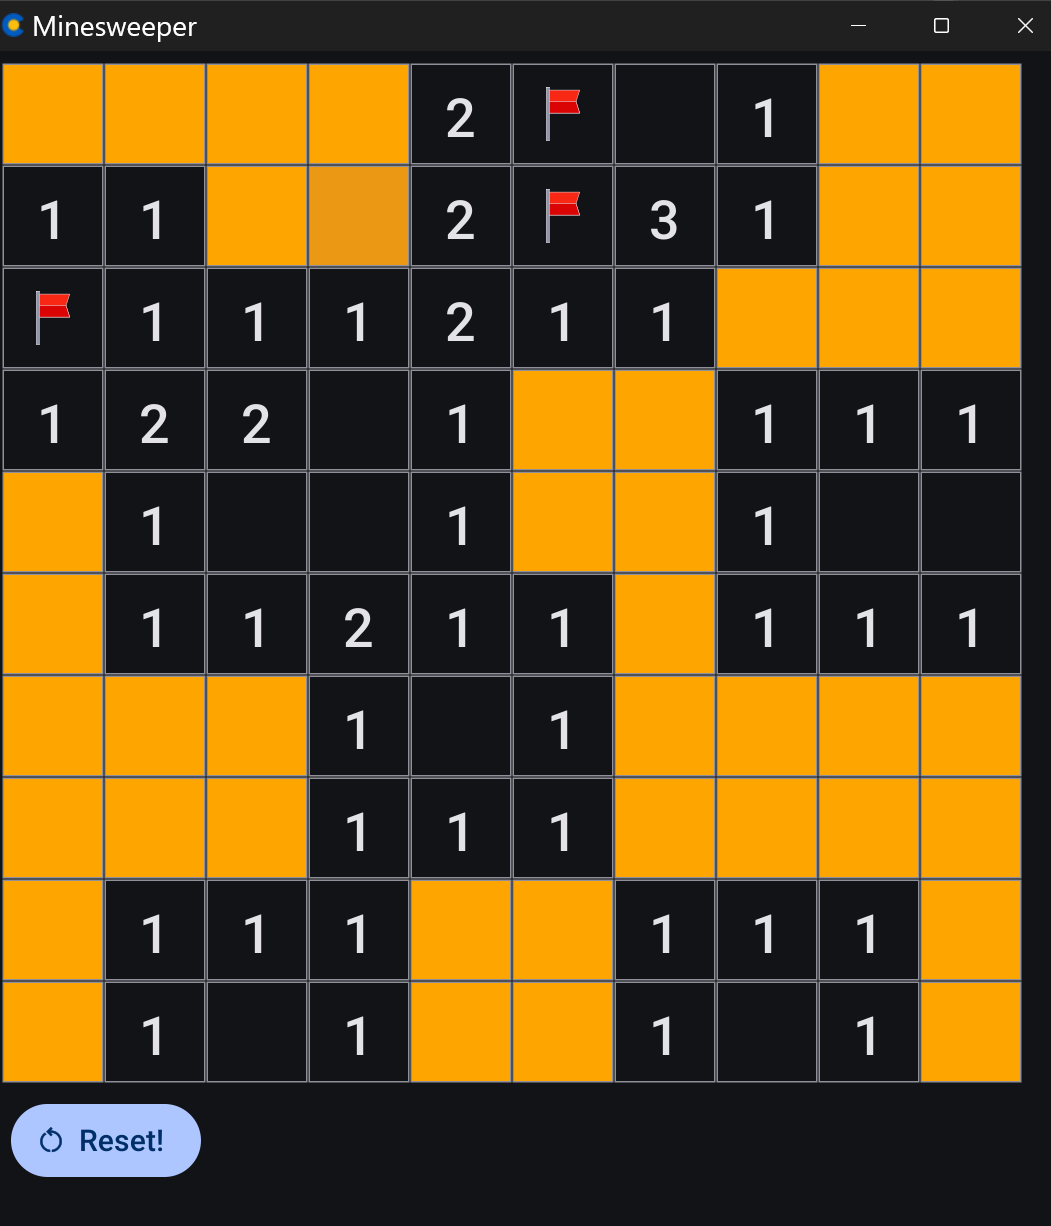 Minesweeper
2 1
1 1 2 3 1
1 1 1 2 1 1
1 2 2 1 1 1 1
1 1 1
1 1 2 1 1 1 1 1
1 1
1 1 1
1 1 1 1 1 1
1 1 1 1
Reset!